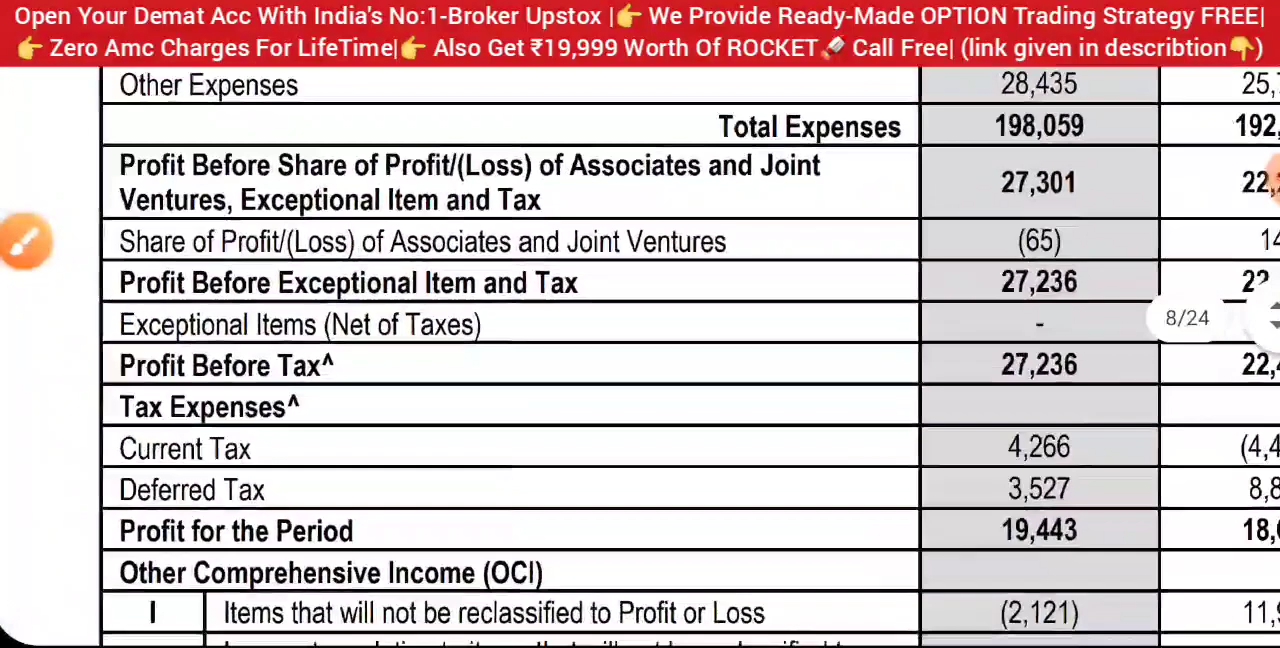 Open Your Demat Acc With India's No:1-Broker Upstox |👉 We Provide Ready-Made OPTION Trading Strategy FREE|
👉 Zero Amc Charges For LifeTime|👉 Also Get ₹19,999 Worth Of ROCKET🚀 Call Free| (link given in describtion👇)
Other Expenses 28,435
Total Expenses 198,059
Profit Before Share of Profit/(Loss) of Associates and Joint
Ventures, Exceptional Item and Tax 27,301
Share of Profit/(Loss) of Associates and Joint Ventures (65)
Profit Before Exceptional Item and Tax 27,236
Exceptional Items (Net of Taxes) -
8/24
Profit Before Tax^ 27,236
Tax Expenses^
Current Tax 4,266
Deferred Tax 3,527
Profit for the Period 19,443
Other Comprehensive Income (OCI)
I Items that will not be reclassified to Profit or Loss (2,121)